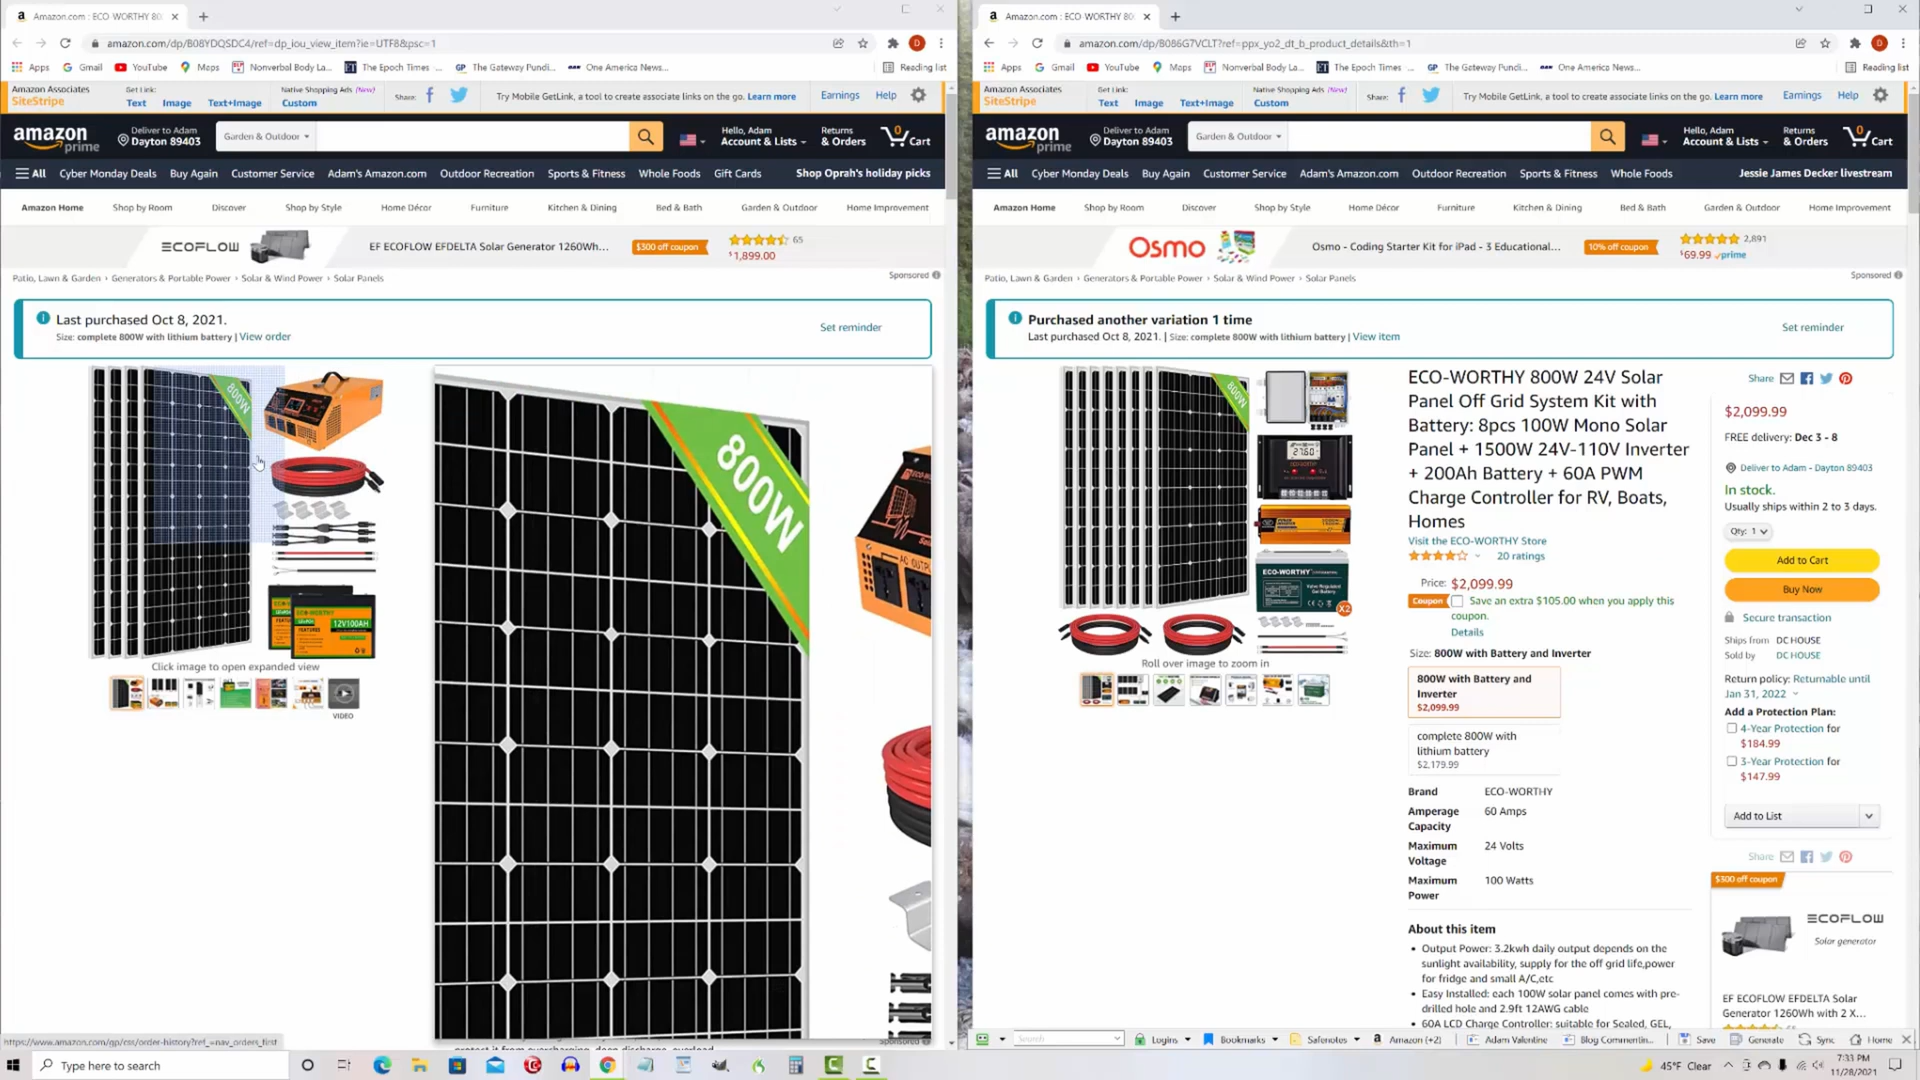 Amazon.com : ECO-WORTHY 80
amazon.com/dp/B08YDQSDC4/ref=dp_iou_view_item?ie=UTF8&psc=1
D
Apps
Gmail
YouTube
Maps
Nonverbal Body La...
The Epoch Times ...
The Gateway Pundi...
One America News...
Reading list
Amazon Associates
SiteStripe
Get Link:
Text Image Text+Image
Native Shopping Ads (New)
Custom
Share:
Try Mobile GetLink, a tool to create associate links on the go. Learn more
Earnings
Help
amazon
prime
Deliver to Adam
Dayton 89403
Garden & Outdoor
Hello, Adam
Account & Lists
Returns
& Orders
0
Cart
All Cyber Monday Deals Buy Again Customer Service Adam's Amazon.com Outdoor Recreation Sports & Fitness Whole Foods Gift Cards
Shop Oprah's holiday picks
Amazon Home Shop by Room Discover Shop by Style Home Décor Furniture Kitchen & Dining Bed & Bath Garden & Outdoor Home Improvement
ECOFLOW
EF ECOFLOW EFDELTA Solar Generator 1260Wh...
$300 off coupon
65
$1,899.00
Patio, Lawn & Garden › Generators & Portable Power › Solar & Wind Power › Solar Panels
Sponsored
Last purchased Oct 8, 2021.
Size: complete 800W with lithium battery | View order
Set reminder
800W
12V100AH
800W
Click image to open expanded view
VIDEO
https://www.amazon.com/gp/css/order-history?ref_=nav_orders_first
Amazon.com : ECO-WORTHY 80
amazon.com/dp/B086G7VCLT?ref=ppx_yo2_dt_b_product_details&th=1
D
Apps
Gmail
YouTube
Maps
Nonverbal Body La...
The Epoch Times ...
The Gateway Pundi...
One America News...
Reading list
Amazon Associates
SiteStripe
Get Link:
Text Image Text+Image
Native Shopping Ads (New)
Custom
Share:
Try Mobile GetLink, a tool to create associate links on the go. Learn more
Earnings
Help
amazon
prime
Deliver to Adam
Dayton 89403
Garden & Outdoor
Hello, Adam
Account & Lists
Returns
& Orders
0
Cart
All Cyber Monday Deals Buy Again Customer Service Adam's Amazon.com Outdoor Recreation Sports & Fitness Whole Foods
Jessie James Decker livestream
Amazon Home Shop by Room Discover Shop by Style Home Décor Furniture Kitchen & Dining Bed & Bath Garden & Outdoor Home Improvement
Osmo
Osmo - Coding Starter Kit for iPad - 3 Educational...
10% off coupon
2,891
$69.99 prime
Patio, Lawn & Garden › Generators & Portable Power › Solar & Wind Power › Solar Panels
Sponsored
Purchased another variation 1 time
Last purchased Oct 8, 2021. | Size: complete 800W with lithium battery | View item
Set reminder
800W
27.60
ECO-WORTHY
X2
Roll over image to zoom in
ECO-WORTHY 800W 24V Solar
Panel Off Grid System Kit with
Battery: 8pcs 100W Mono Solar
Panel + 1500W 24V-110V Inverter
+ 200Ah Battery + 60A PWM
Charge Controller for RV, Boats,
Homes
Visit the ECO-WORTHY Store
20 ratings
Price: $2,099.99
Coupon Save an extra $105.00 when you apply this
coupon.
Details
Size: 800W with Battery and Inverter
800W with Battery and
Inverter
$2,099.99
complete 800W with
lithium battery
$2,179.99
Brand ECO-WORTHY
Amperage 60 Amps
Capacity
Maximum 24 Volts
Voltage
Maximum 100 Watts
Power
About this item
• Output Power: 3.2kwh daily output depends on the
sunlight availability, supply for the off grid life,power
for fridge and small A/C,etc
• Easy Installed: each 100W solar panel comes with pre-
drilled hole and 2.9ft 12AWG cable
• 60A LCD Charge Controller: suitable for Sealed, GEL,
Share
$2,099.99
FREE delivery: Dec 3 - 8
Deliver to Adam - Dayton 89403
In stock.
Usually ships within 2 to 3 days.
Qty: 1
Add to Cart
Buy Now
Secure transaction
Ships from DC HOUSE
Sold by DC HOUSE
Return policy: Returnable until
Jan 31, 2022
Add a Protection Plan:
4-Year Protection for
$184.99
3-Year Protection for
$147.99
Add to List
Share
$300 off coupon
ECOFLOW
Solar generator
EF ECOFLOW EFDELTA Solar
Generator 1260Wh with 2 X...
Search
Logins
Bookmarks
Safenotes
Amazon (+2)
Adam Valentine
Blog Commentin...
Save
Generate
Sync
Home
Type here to search
45°F Clear
7:33 PM
11/28/2021